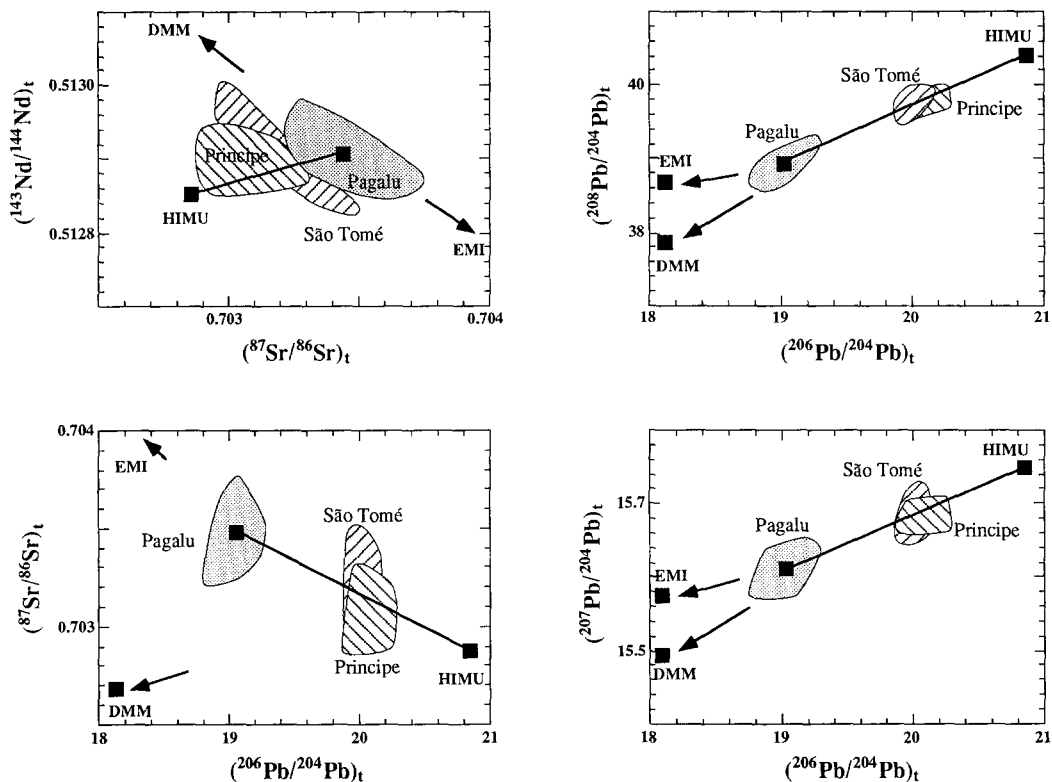 DMM
0.5130
Principe
Pagalu
HIMU
0.5128
São Tomé
EMI
(143Nd/144Nd)t
0.703
0.704
(87Sr/86Sr)t
HIMU
40
São Tomé
Principe
Pagalu
EMI
38
DMM
(208Pb/204Pb)t
18
19
20
21
(206Pb/204Pb)t
0.704
EMI
Pagalu
São Tomé
0.703
Principe
HIMU
DMM
(87Sr/86Sr)t
18
19
20
21
(206Pb/204Pb)t
HIMU
São Tomé
15.7
Pagalu
Principe
EMI
15.5
DMM
(207Pb/204Pb)t
18
19
20
21
(206Pb/204Pb)t